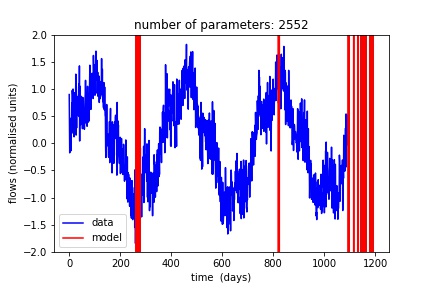 number of parameters: 2552
flows (normalised units)
2.0
1.5
1.0
0.5
0.0
−0.5
−1.0
−1.5
−2.0
data
model
0 200 400 600 800 1000 1200
time (days)